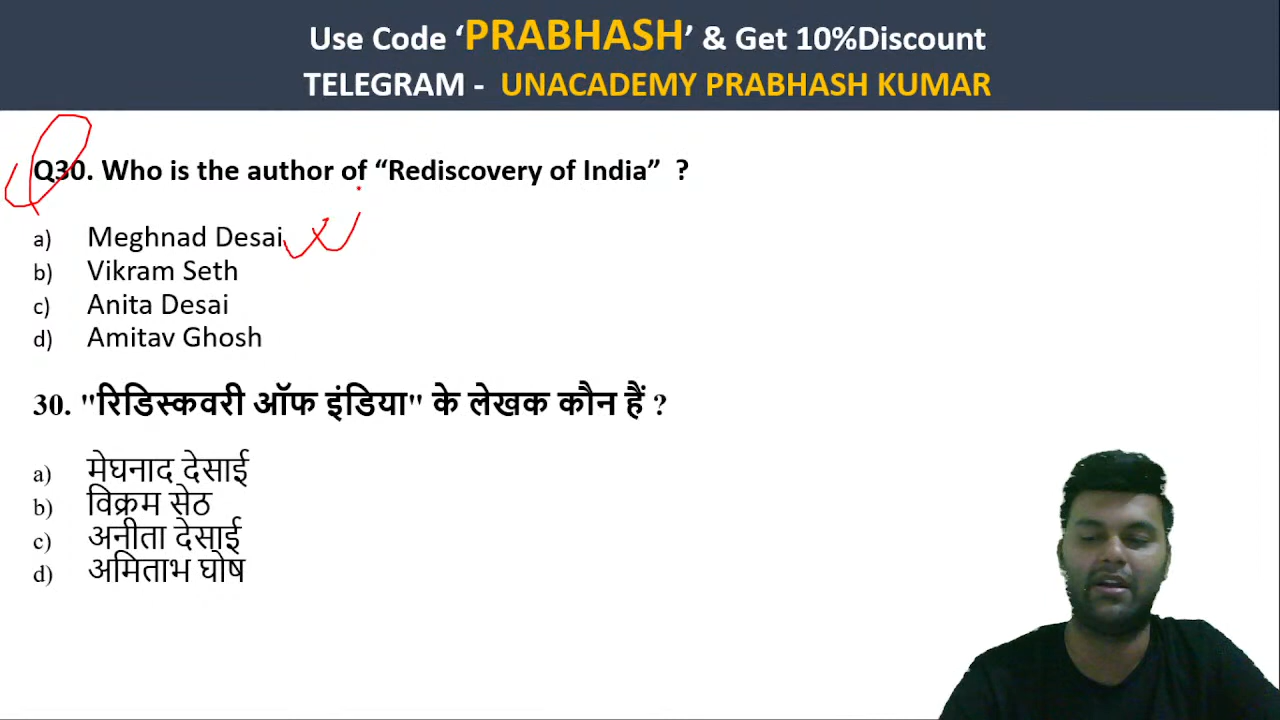 Use Code ‘PRABHASH’ & Get 10%Discount
TELEGRAM - UNACADEMY PRABHASH KUMAR
Q30. Who is the author of “Rediscovery of India” ?
a) Meghnad Desai
b) Vikram Seth
c) Anita Desai
d) Amitav Ghosh
30. "रिडिस्कवरी ऑफ इंडिया" के लेखक कौन हैं ?
a) मेघनाद देसाई
b) विक्रम सेठ
c) अनीता देसाई
d) अमिताभ घोष